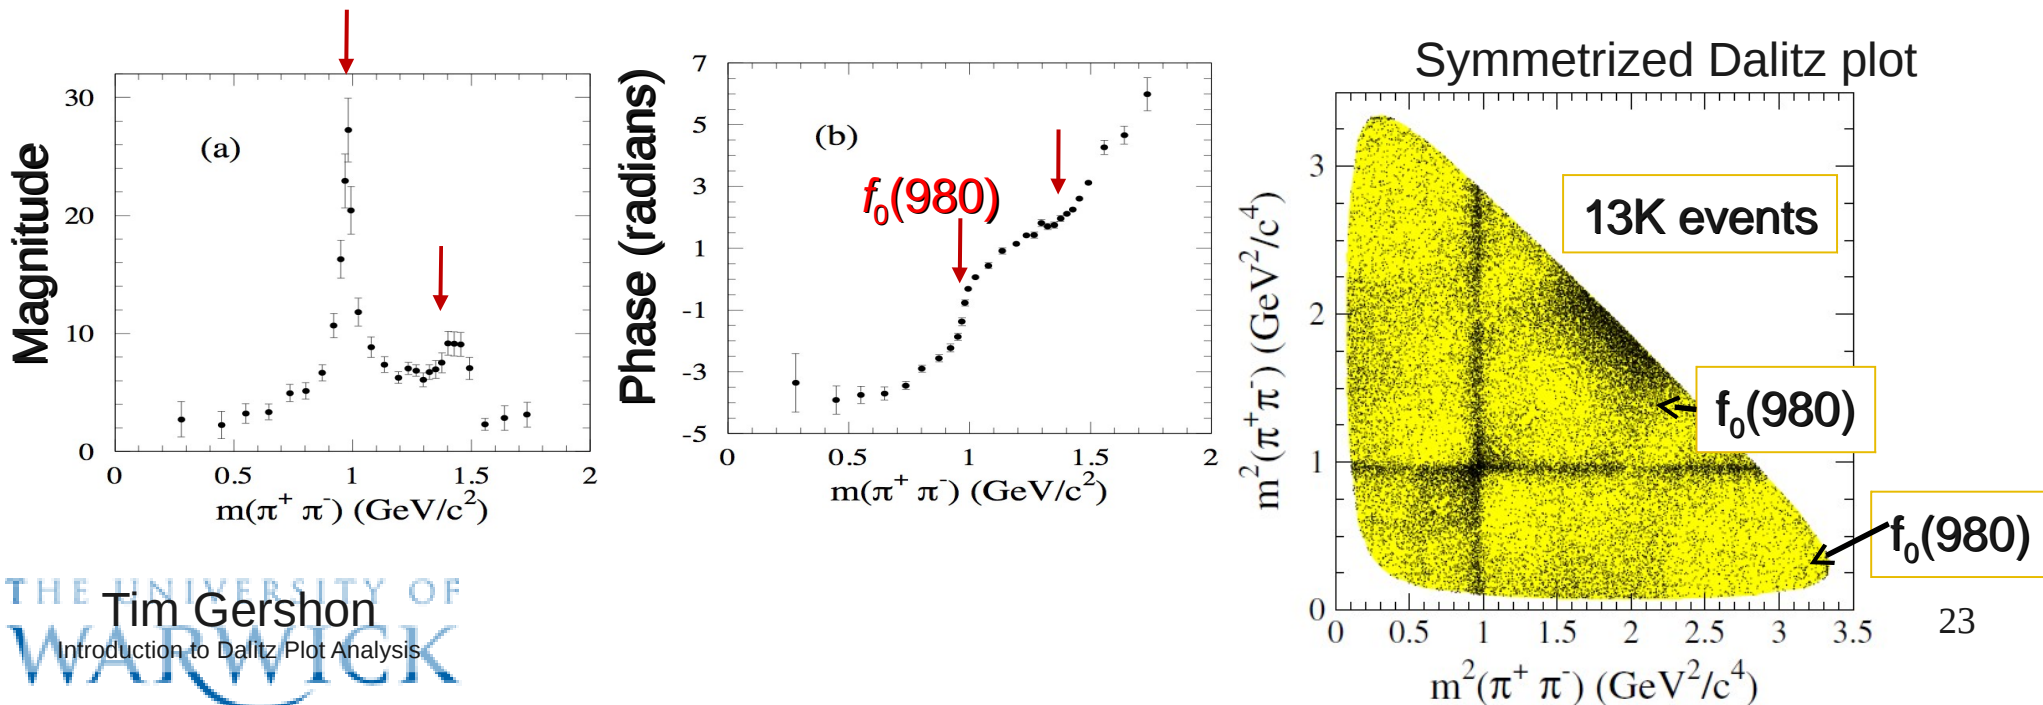 Magnitude
30
20
10
0
(a)
0 0.5 1 1.5 2
m(π⁺ π⁻) (GeV/c²)
Phase (radians)
7
5
3
1
-1
-3
-5
(b)
f₀(980)
0 0.5 1 1.5 2
m(π⁺ π⁻) (GeV/c²)
Symmetrized Dalitz plot
m²(π⁺ π⁻) (GeV²/c⁴)
3
2
1
0
13K events
f₀(980)
f₀(980)
0 0.5 1 1.5 2 2.5 3 3.5
m²(π⁺ π⁻) (GeV²/c⁴)
THE UNIVERSITY OF
WARWICK
Tim Gershon
Introduction to Dalitz Plot Analysis
23